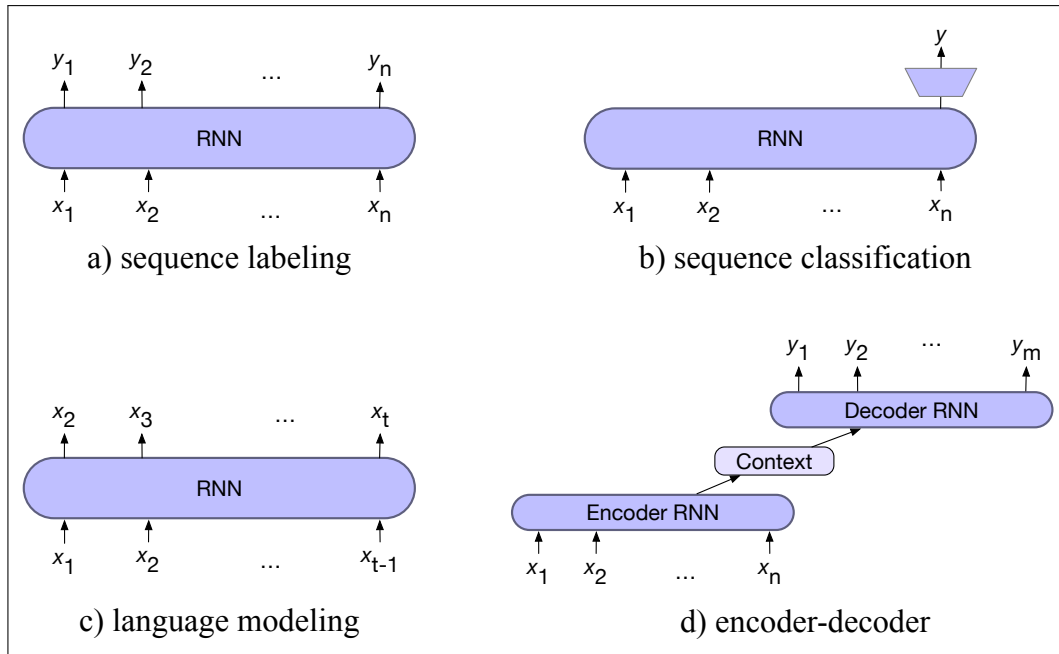 y1 y2 ... yn
RNN
x1 x2 ... xn
a) sequence labeling
y
RNN
x1 x2 ... xn
b) sequence classification
x2 x3 ... xt
RNN
x1 x2 ... xt-1
c) language modeling
y1 y2 ... ym
Decoder RNN
Context
Encoder RNN
x1 x2 ... xn
d) encoder-decoder